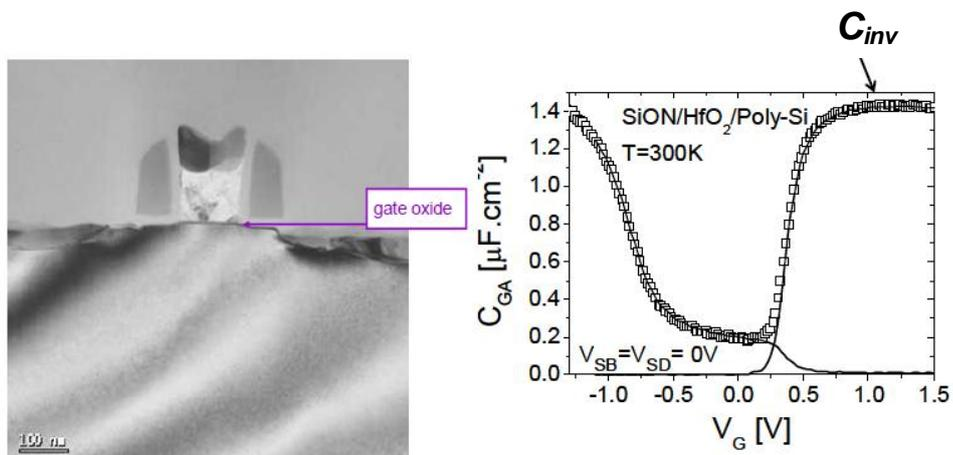 C_inv
gate oxide
100 nm
SiON/HfO₂/Poly-Si
T=300K
V_SB=V_SD= 0V
1.4
1.2
1.0
0.8
0.6
0.4
0.2
0.0
C_GA [μF.cm⁻²]
-1.0 -0.5 0.0 0.5 1.0 1.5
V_G [V]